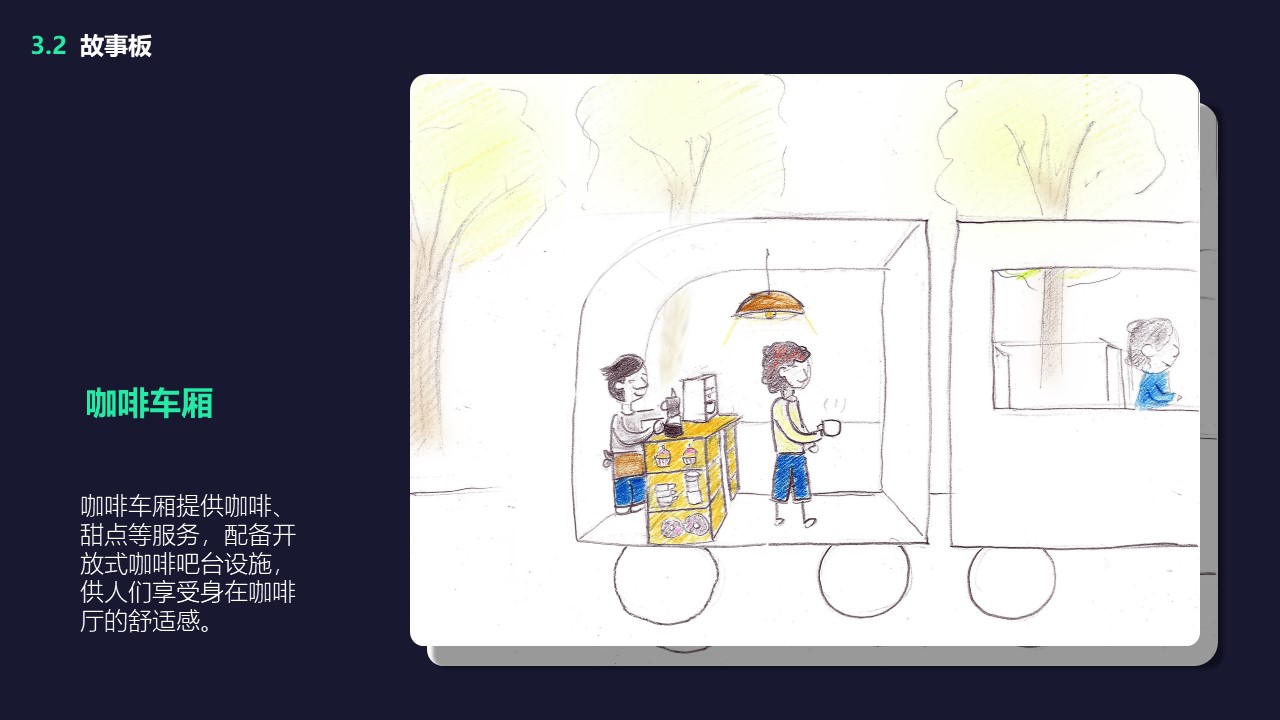 3.2 故事板
咖啡车厢
咖啡车厢提供咖啡、
甜点等服务，配备开
放式咖啡吧台设施，
供人们享受身在咖啡
厅的舒适感。